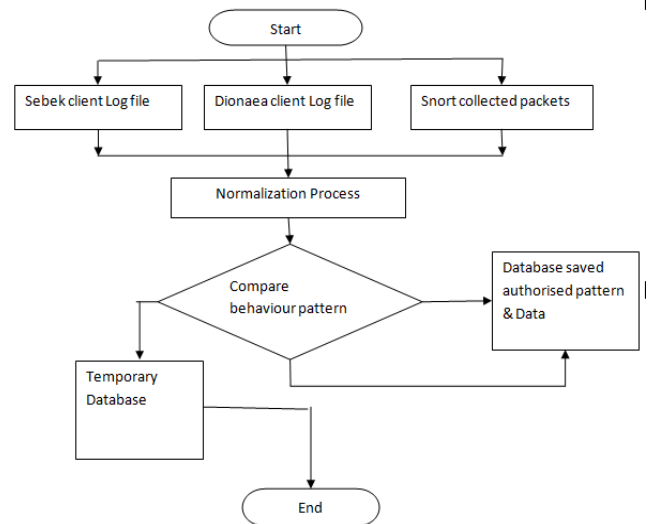 Start
Sebek client Log file
Dionaea client Log file
Snort collected packets
Normalization Process
Compare
behaviour pattern
Database saved
authorised pattern
& Data
Temporary
Database
End